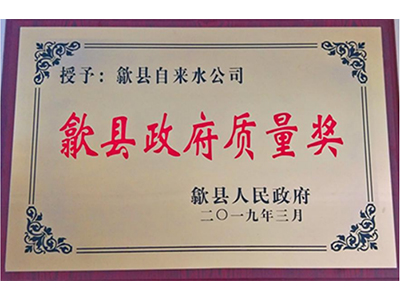 授予：歙县自来水公司
歙县政府质量奖
歙县人民政府
二〇一九年三月